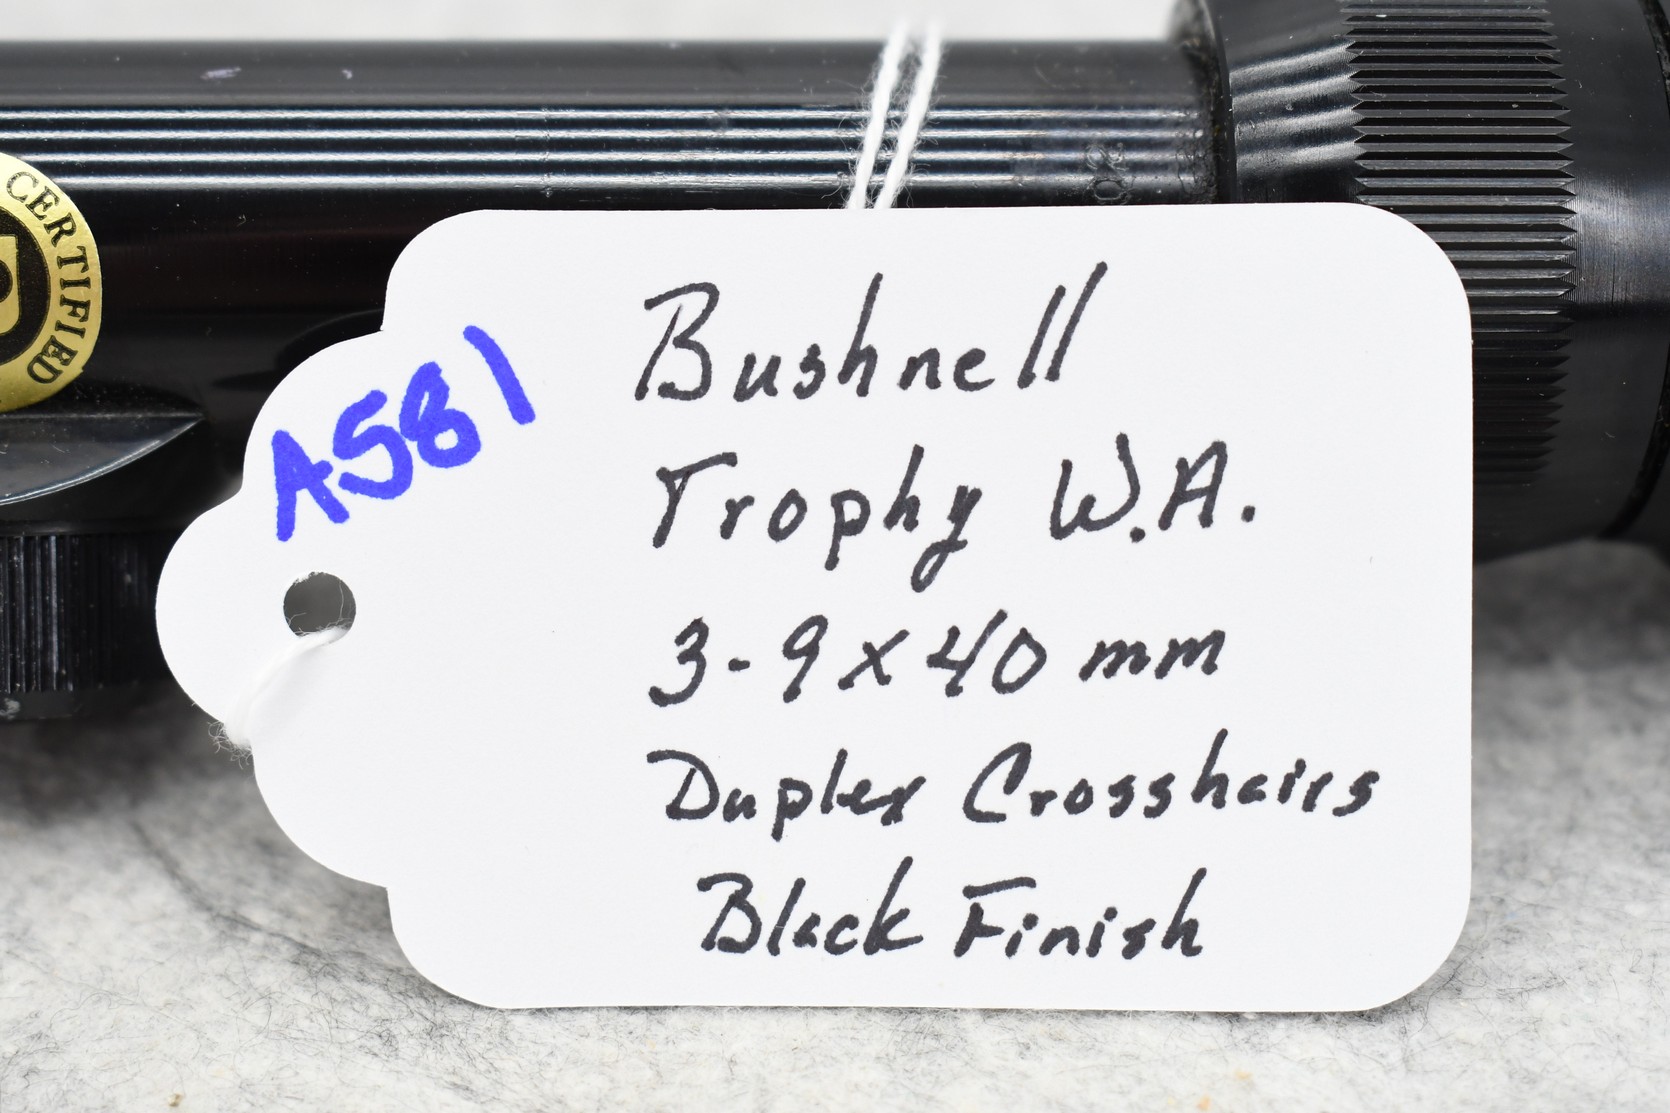 CERTIFIED
A581
Bushnell
Trophy W.A.
3-9x40mm
Duplex Crosshairs
Black Finish